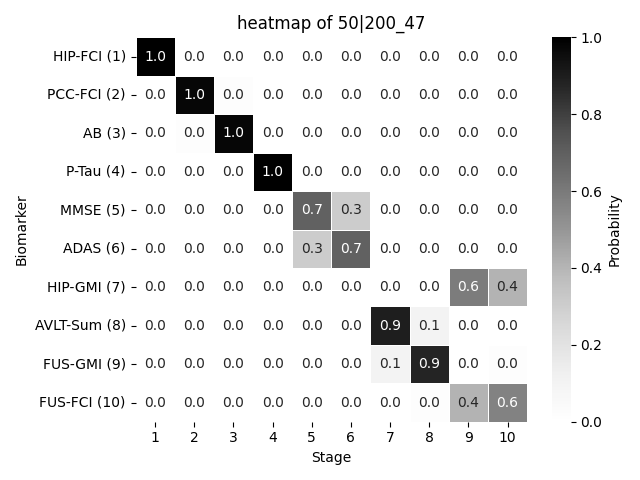 heatmap of 50|200_47
HIP-FCI (1) 1.0 0.0 0.0 0.0 0.0 0.0 0.0 0.0 0.0 0.0
PCC-FCI (2) 0.0 1.0 0.0 0.0 0.0 0.0 0.0 0.0 0.0 0.0
AB (3) 0.0 0.0 1.0 0.0 0.0 0.0 0.0 0.0 0.0 0.0
P-Tau (4) 0.0 0.0 0.0 1.0 0.0 0.0 0.0 0.0 0.0 0.0
MMSE (5) 0.0 0.0 0.0 0.0 0.7 0.3 0.0 0.0 0.0 0.0
ADAS (6) 0.0 0.0 0.0 0.0 0.3 0.7 0.0 0.0 0.0 0.0
HIP-GMI (7) 0.0 0.0 0.0 0.0 0.0 0.0 0.0 0.0 0.6 0.4
AVLT-Sum (8) 0.0 0.0 0.0 0.0 0.0 0.0 0.9 0.1 0.0 0.0
FUS-GMI (9) 0.0 0.0 0.0 0.0 0.0 0.0 0.1 0.9 0.0 0.0
FUS-FCI (10) 0.0 0.0 0.0 0.0 0.0 0.0 0.0 0.0 0.4 0.6
1 2 3 4 5 6 7 8 9 10
Stage
Biomarker
1.0
0.8
0.6
0.4
0.2
0.0
Probability